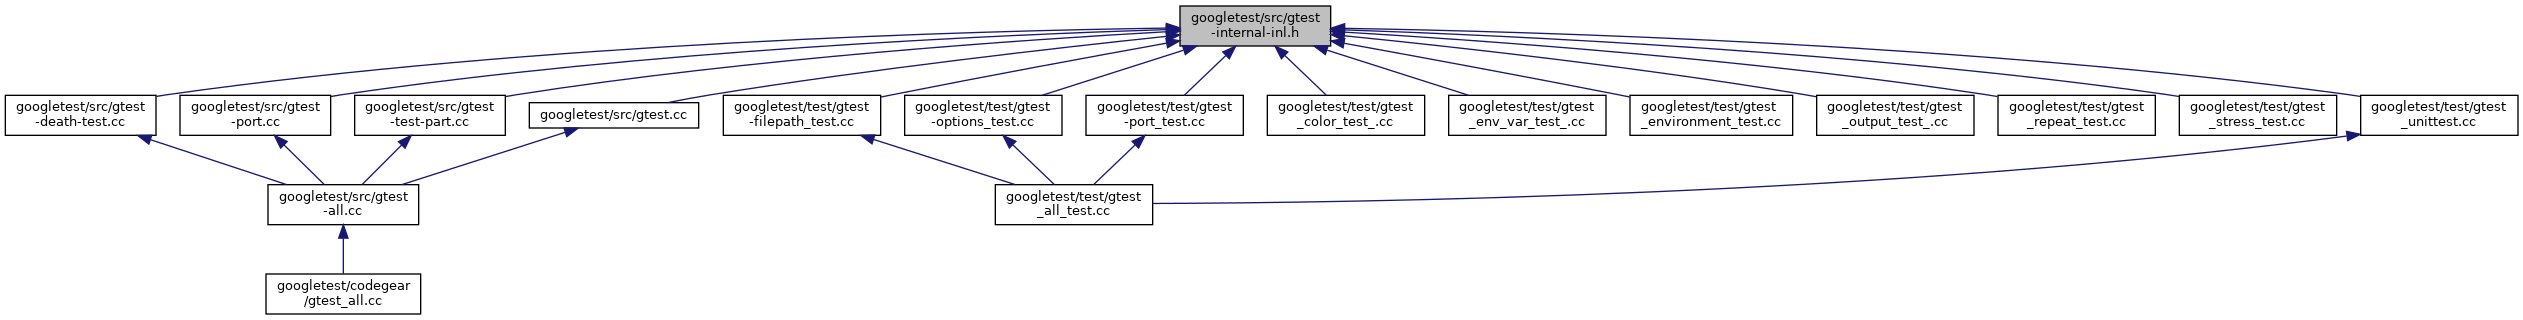 googletest/src/gtest
-internal-inl.h
googletest/src/gtest
-death-test.cc
googletest/src/gtest
-port.cc
googletest/src/gtest
-test-part.cc
googletest/src/gtest.cc
googletest/test/gtest
-filepath_test.cc
googletest/test/gtest
-options_test.cc
googletest/test/gtest
-port_test.cc
googletest/test/gtest
_color_test_.cc
googletest/test/gtest
_env_var_test_.cc
googletest/test/gtest
_environment_test.cc
googletest/test/gtest
_output_test_.cc
googletest/test/gtest
_repeat_test.cc
googletest/test/gtest
_stress_test.cc
googletest/test/gtest
_unittest.cc
googletest/src/gtest
-all.cc
googletest/test/gtest
_all_test.cc
googletest/codegear
/gtest_all.cc